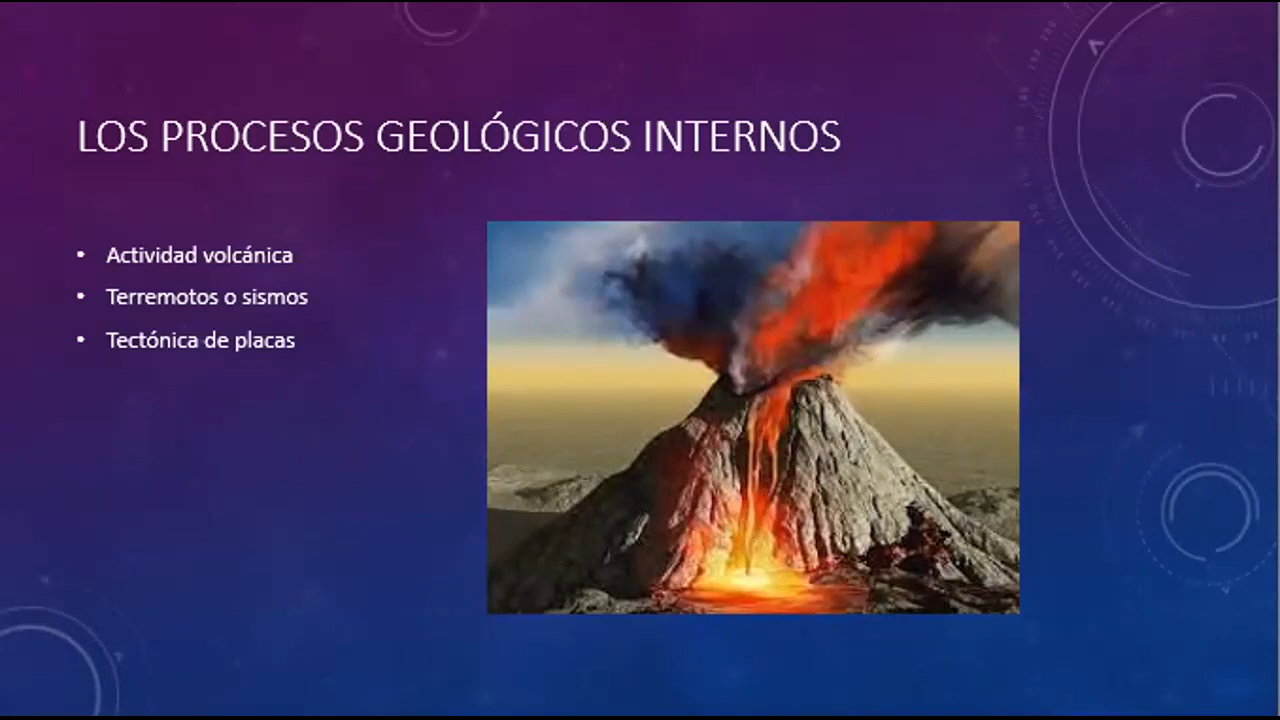 LOS PROCESOS GEOLÓGICOS INTERNOS
• Actividad volcánica
• Terremotos o sismos
• Tectónica de placas